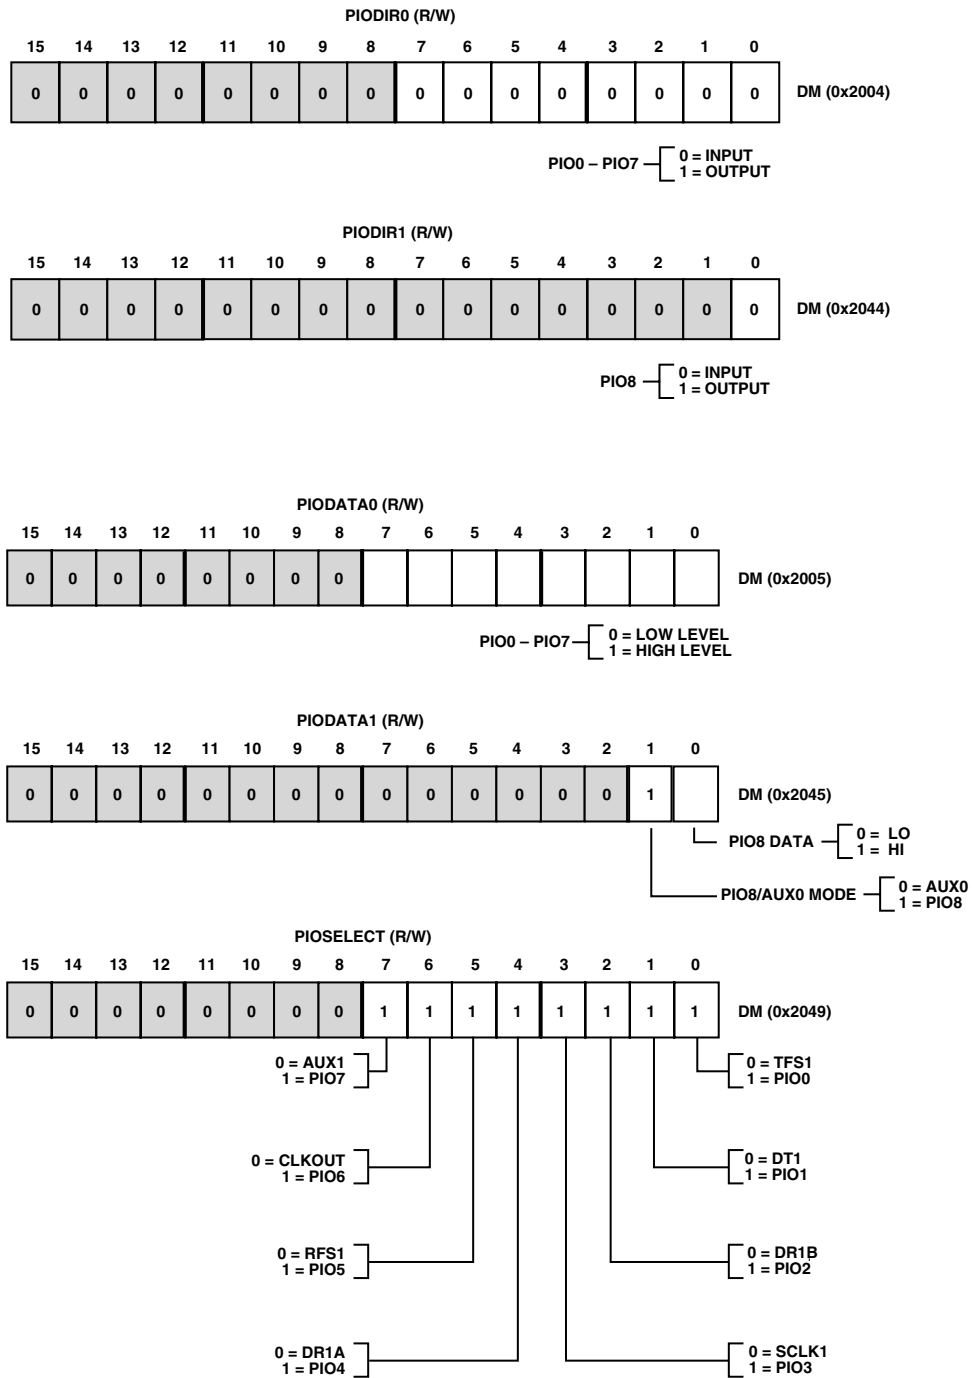 PIODIR0 (R/W)
15 14 13 12 11 10 9 8 7 6 5 4 3 2 1 0
0 0 0 0 0 0 0 0 0 0 0 0 0 0 0 0 DM (0x2004)
PIO0 – PIO7 0 = INPUT
1 = OUTPUT
PIODIR1 (R/W)
15 14 13 12 11 10 9 8 7 6 5 4 3 2 1 0
0 0 0 0 0 0 0 0 0 0 0 0 0 0 0 0 DM (0x2044)
PIO8 0 = INPUT
1 = OUTPUT
PIODATA0 (R/W)
15 14 13 12 11 10 9 8 7 6 5 4 3 2 1 0
0 0 0 0 0 0 0 0 DM (0x2005)
PIO0 – PIO7 0 = LOW LEVEL
1 = HIGH LEVEL
PIODATA1 (R/W)
15 14 13 12 11 10 9 8 7 6 5 4 3 2 1 0
0 0 0 0 0 0 0 0 0 0 0 0 0 0 1 DM (0x2045)
PIO8 DATA 0 = LO
1 = HI
PIO8/AUX0 MODE 0 = AUX0
1 = PIO8
PIOSELECT (R/W)
15 14 13 12 11 10 9 8 7 6 5 4 3 2 1 0
0 0 0 0 0 0 0 0 1 1 1 1 1 1 1 1 DM (0x2049)
0 = AUX1 0 = TFS1
1 = PIO7 1 = PIO0
0 = CLKOUT 0 = DT1
1 = PIO6 1 = PIO1
0 = RFS1 0 = DR1B
1 = PIO5 1 = PIO2
0 = DR1A 0 = SCLK1
1 = PIO4 1 = PIO3